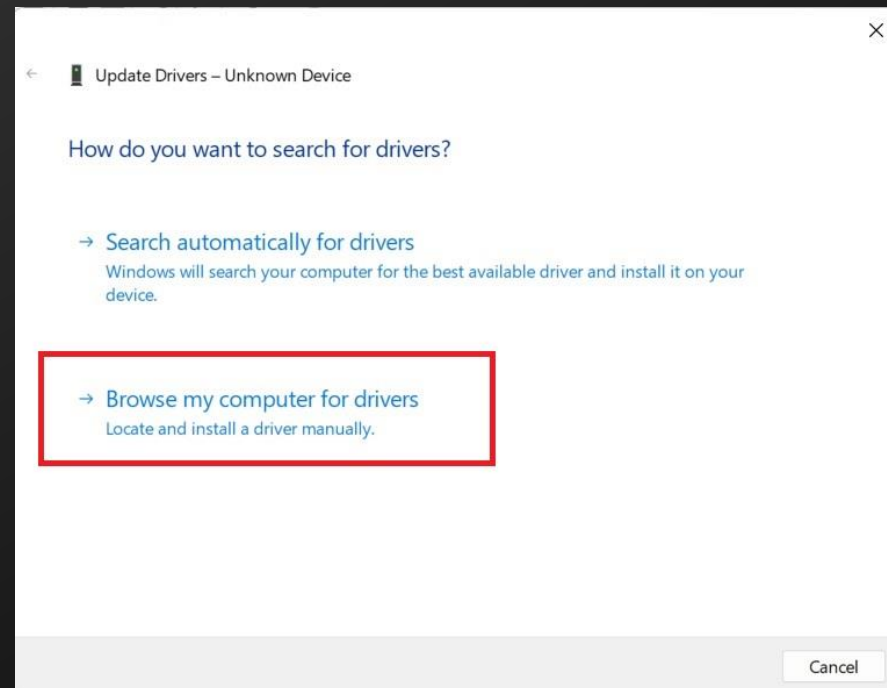 Update Drivers – Unknown Device
How do you want to search for drivers?
Search automatically for drivers
Windows will search your computer for the best available driver and install it on your
device.
Browse my computer for drivers
Locate and install a driver manually.
Cancel